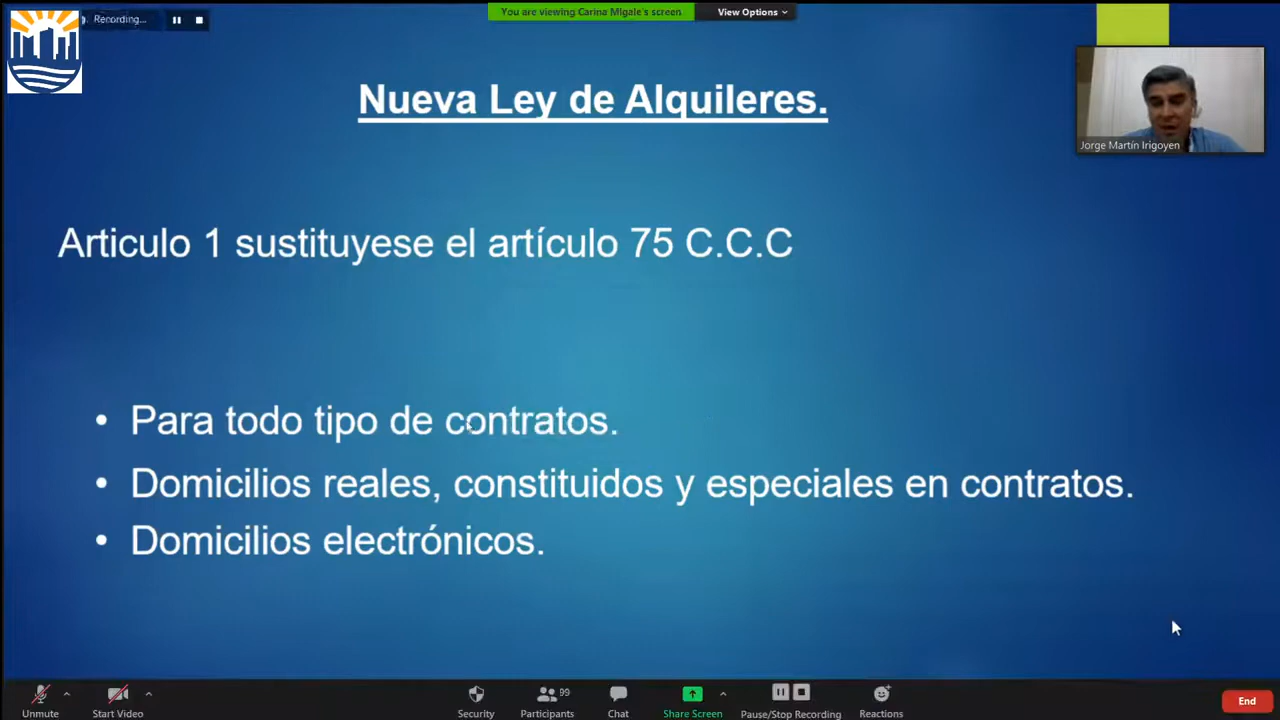 Recording...
You are viewing Carina Migale's screen
View Options
Nueva Ley de Alquileres.
Jorge Martín Irigoyen
Articulo 1 sustituyese el artículo 75 C.C.C
• Para todo tipo de contratos.
• Domicilios reales, constituidos y especiales en contratos.
• Domicilios electrónicos.
Unmute
Start Video
Security
99
Participants
Chat
Share Screen
Pause/Stop Recording
Reactions
End